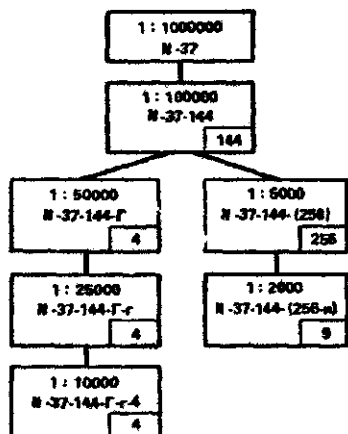 1 : 1000000
N-37
1 : 100000
N-37-144
144
1 : 50000
N-37-144-Г
4
1 : 5000
N-37-144-(256)
256
1 : 25000
N-37-144-Г-г
4
1 : 2000
N-37-144-(256-и)
9
1 : 10000
N-37-144-Г-г-4
4